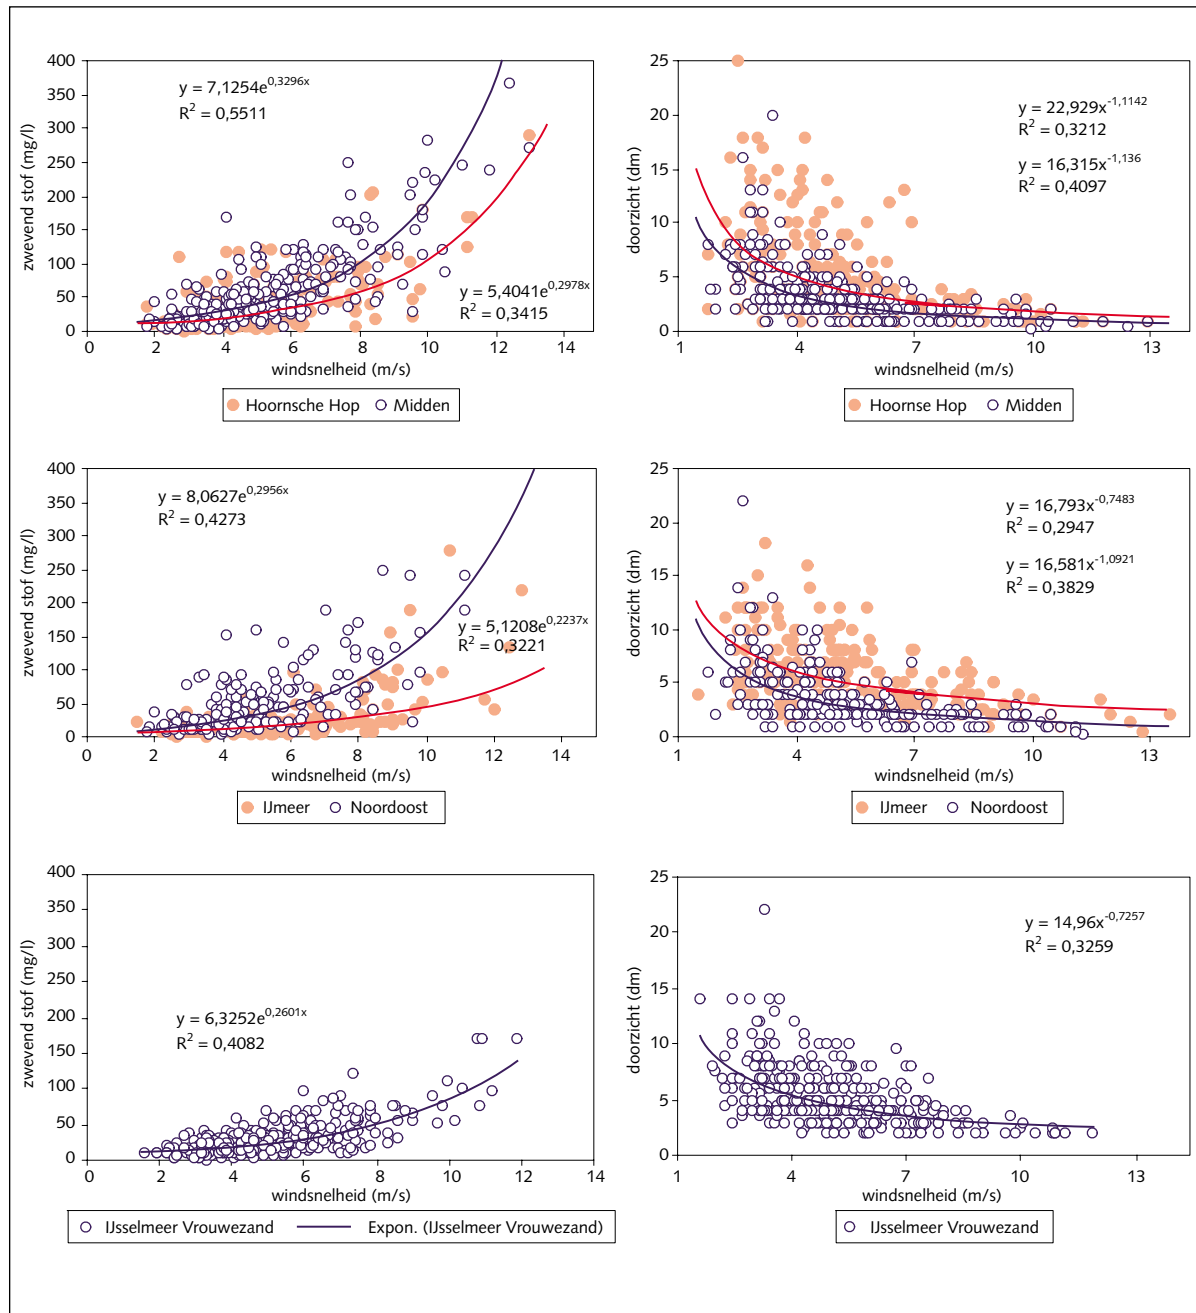 400
350
300
250
200
150
100
50
0
zwevend stof (mg/l)
y = 7,1254e^0,3296x
R² = 0,5511
y = 5,4041e^0,2978x
R² = 0,3415
0 2 4 6 8 10 12 14
windsnelheid (m/s)
Hoornsche Hop Midden
25
20
15
10
5
0
doorzicht (dm)
y = 22,929x^-1,1142
R² = 0,3212
y = 16,315x^-1,136
R² = 0,4097
1 4 7 10 13
windsnelheid (m/s)
Hoornse Hop Midden
400
350
300
250
200
150
100
50
0
zwevend stof (mg/l)
y = 8,0627e^0,2956x
R² = 0,4273
y = 5,1208e^0,2237x
R² = 0,3221
0 2 4 6 8 10 12 14
windsnelheid (m/s)
IJmeer Noordoost
25
20
15
10
5
0
doorzicht (dm)
y = 16,793x^-0,7483
R² = 0,2947
y = 16,581x^-1,0921
R² = 0,3829
1 4 7 10 13
windsnelheid (m/s)
IJmeer Noordoost
400
350
300
250
200
150
100
50
0
zwevend stof (mg/l)
y = 6,3252e^0,2601x
R² = 0,4082
0 2 4 6 8 10 12 14
windsnelheid (m/s)
IJsselmeer Vrouwezand Expon. (IJsselmeer Vrouwezand)
25
20
15
10
5
0
doorzicht (dm)
y = 14,96x^-0,7257
R² = 0,3259
1 4 7 10 13
windsnelheid (m/s)
IJsselmeer Vrouwezand